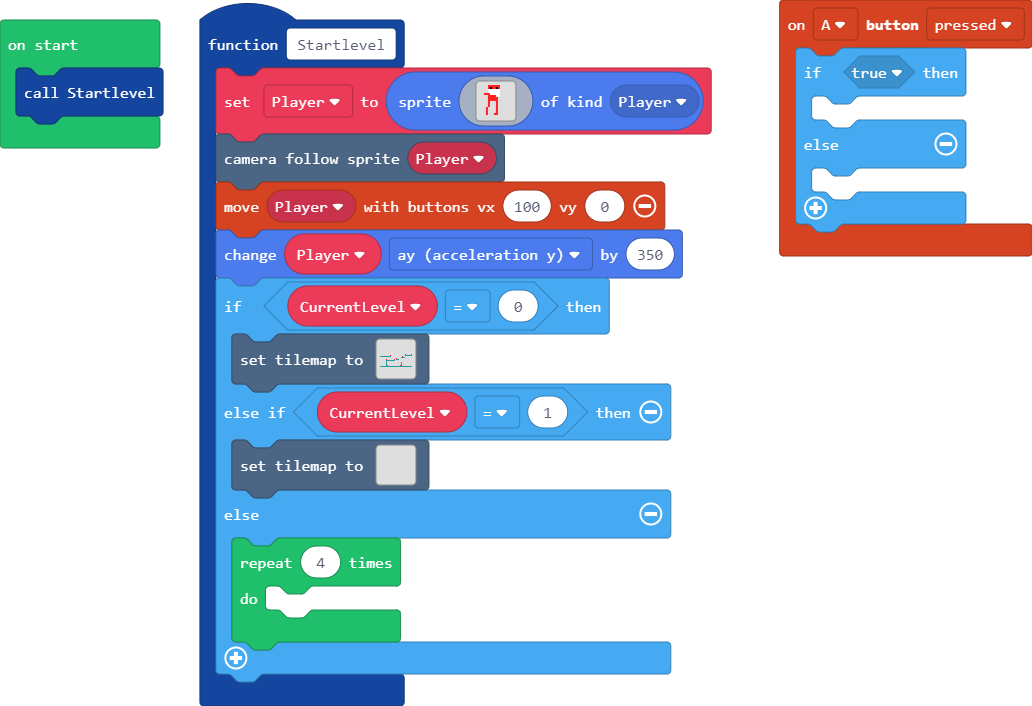 on start
call Startlevel
function Startlevel
set Player to sprite of kind Player
camera follow sprite Player
move Player with buttons vx 100 vy 0
change Player ay (acceleration y) by 350
if CurrentLevel = 0 then
set tilemap to
else if CurrentLevel = 1 then
set tilemap to
else
repeat 4 times
do
on A button pressed
if true then
else